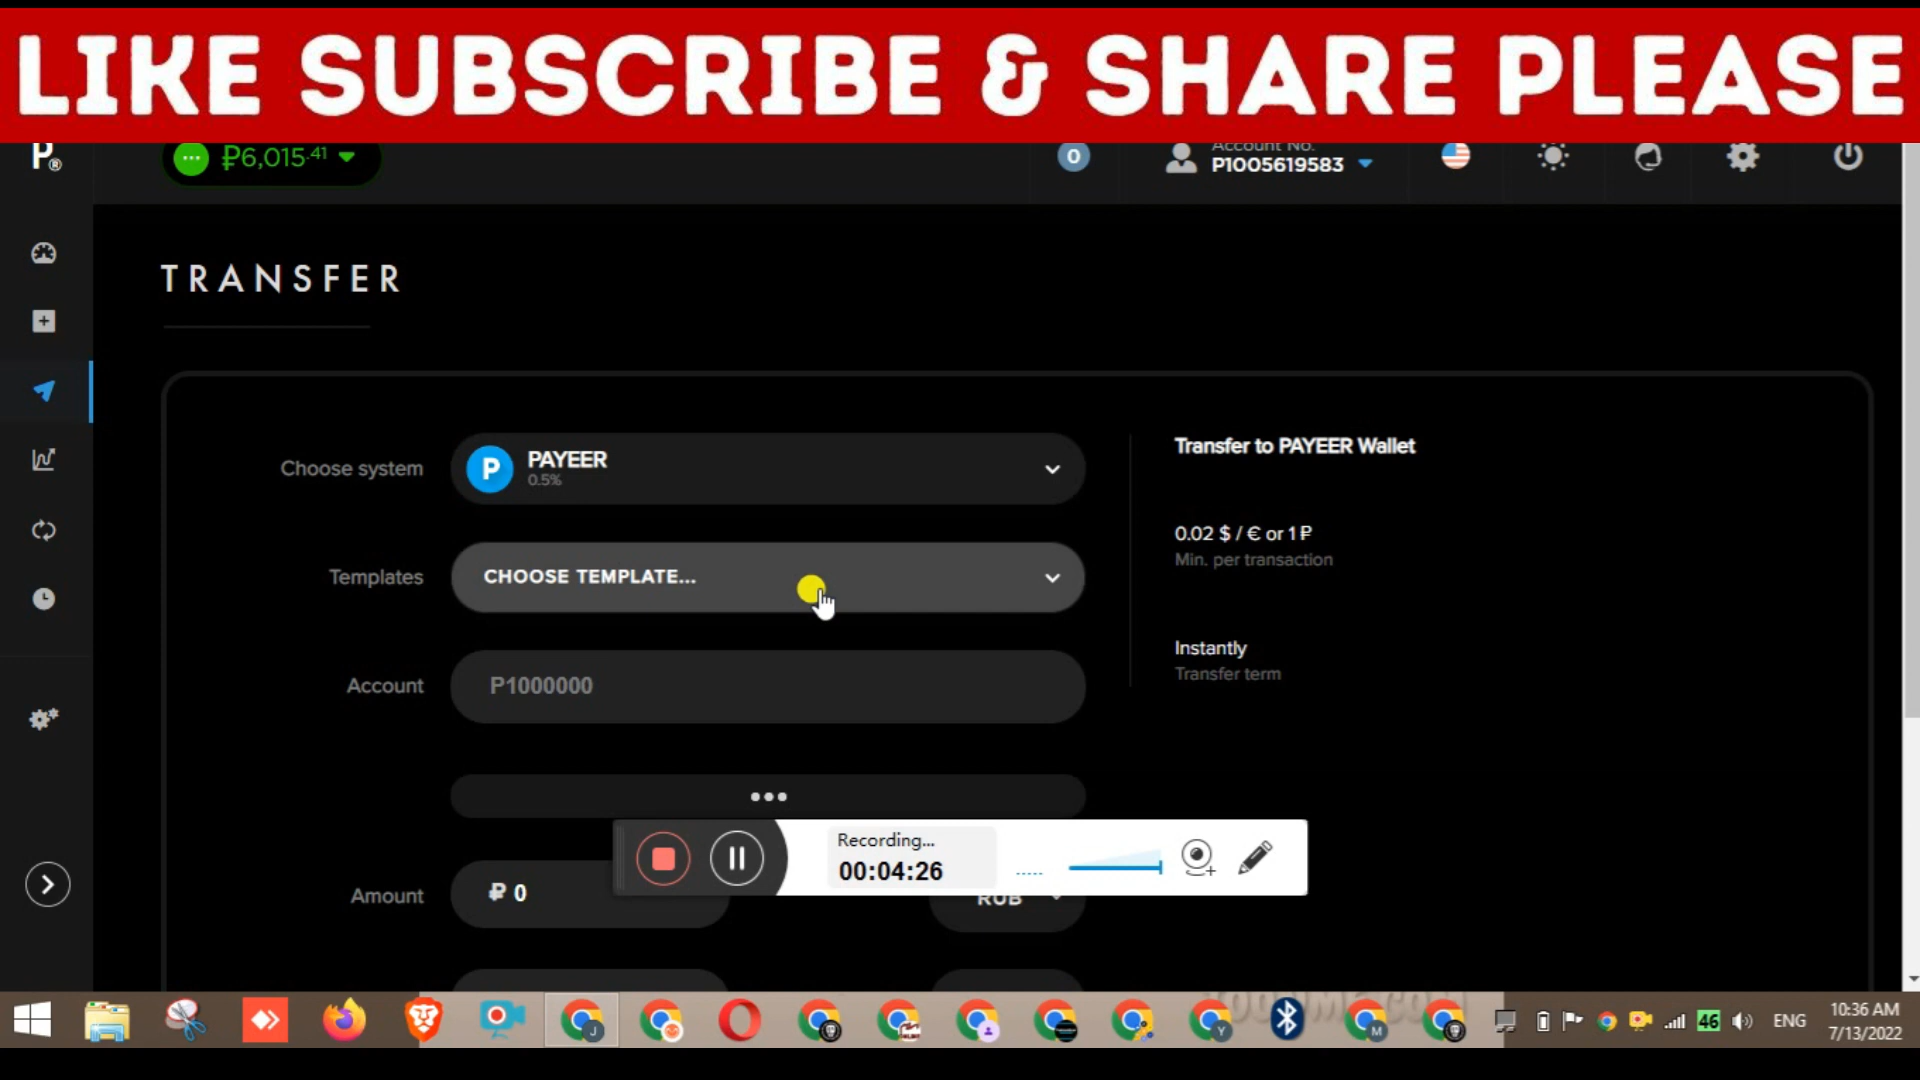 LIKE SUBSCRIBE & SHARE PLEASE
P®
₽6,015.41
0
Account No.
P1005619583
TRANSFER
Choose system
P
PAYEER
0.5%
Templates
CHOOSE TEMPLATE...
Account
P1000000
Transfer to PAYEER Wallet
0.02 $ / € or 1 ₽
Min. per transaction
Instantly
Transfer term
•••
Recording...
00:04:26
Amount
₽ 0
RUB
J
Y
M
46
ENG
10:36 AM
7/13/2022